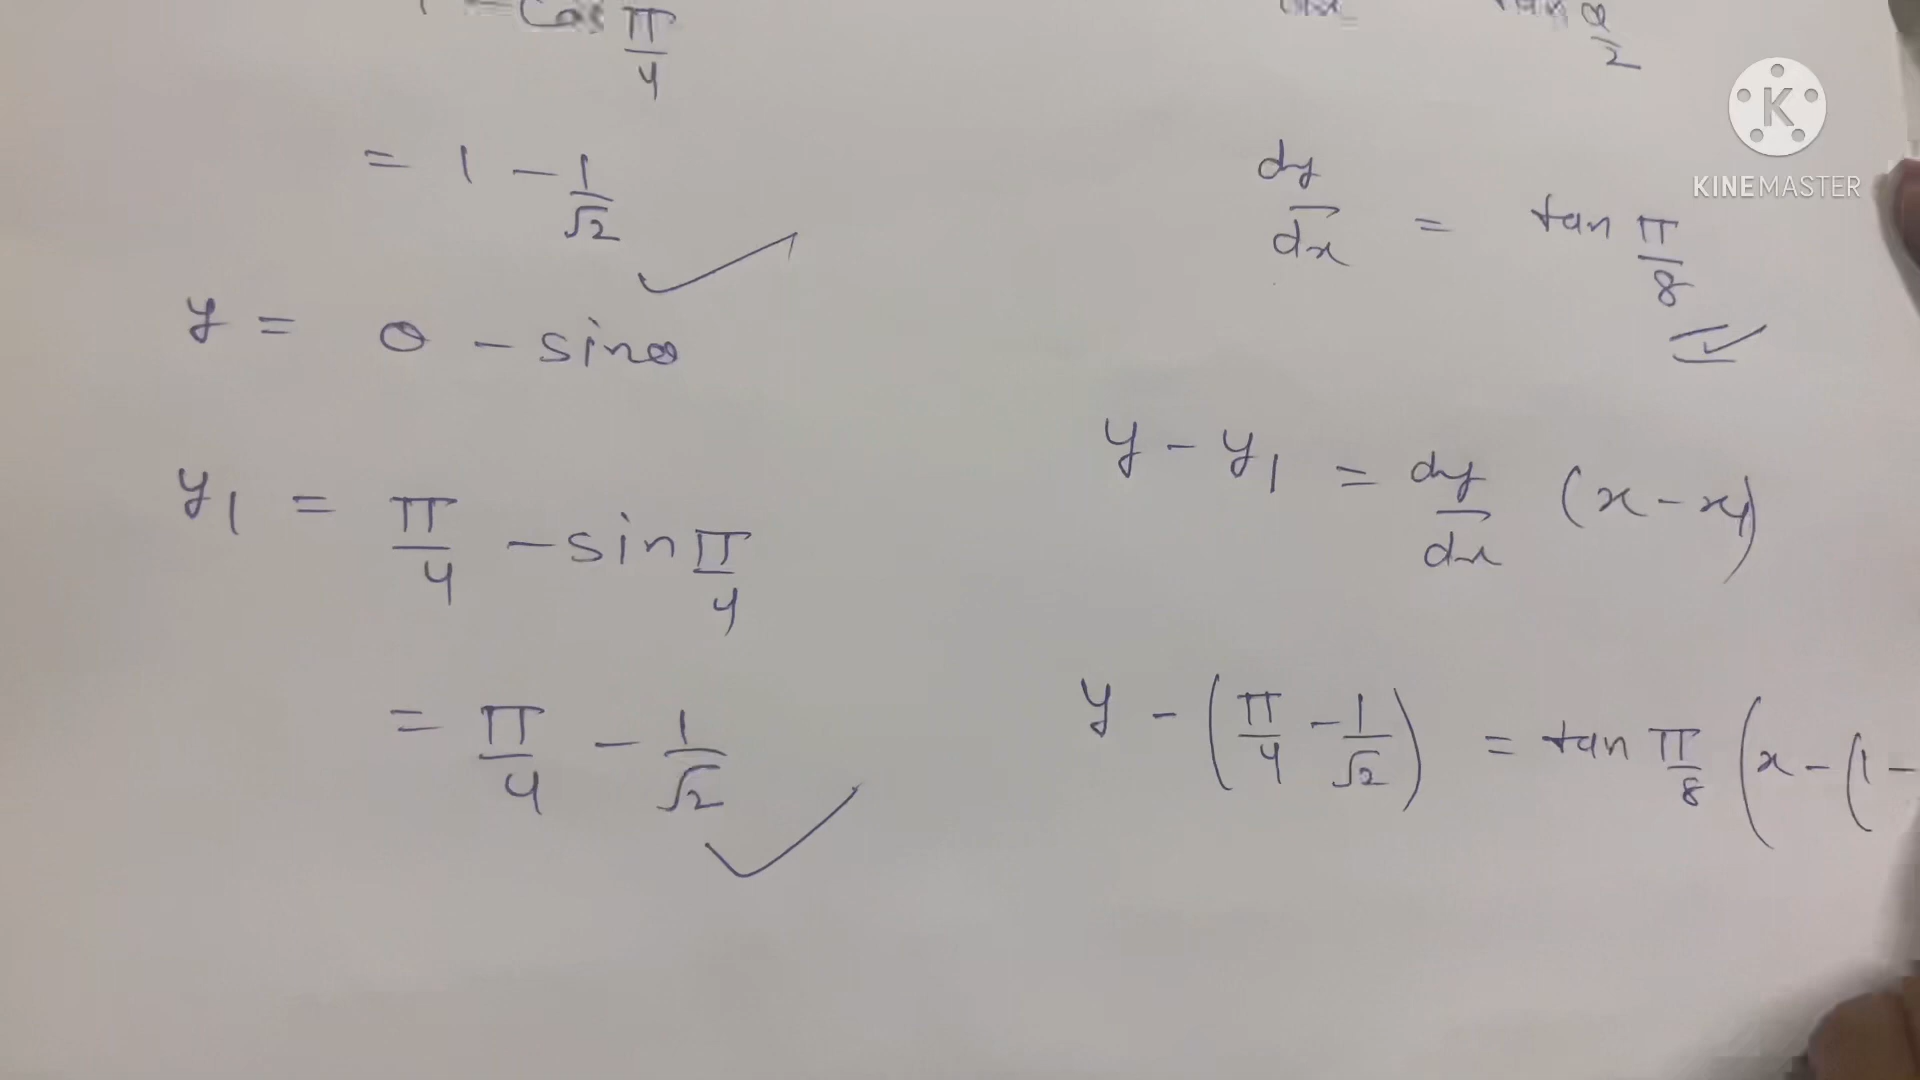 = 1 - 1/√2
y = θ - sinθ
y₁ = π/4 - sin π/4
= π/4 - 1/√2
dy/dx = tan π/8
y - y₁ = dy/dx (x - x₁)
y - (π/4 - 1/√2) = tan π/8 (x - (1 -
K
KINEMASTER